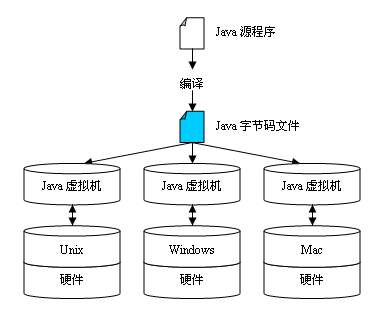 Java 源程序
编译
Java 字节码文件
Java 虚拟机
Java 虚拟机
Java 虚拟机
Unix
Windows
Mac
硬件
硬件
硬件